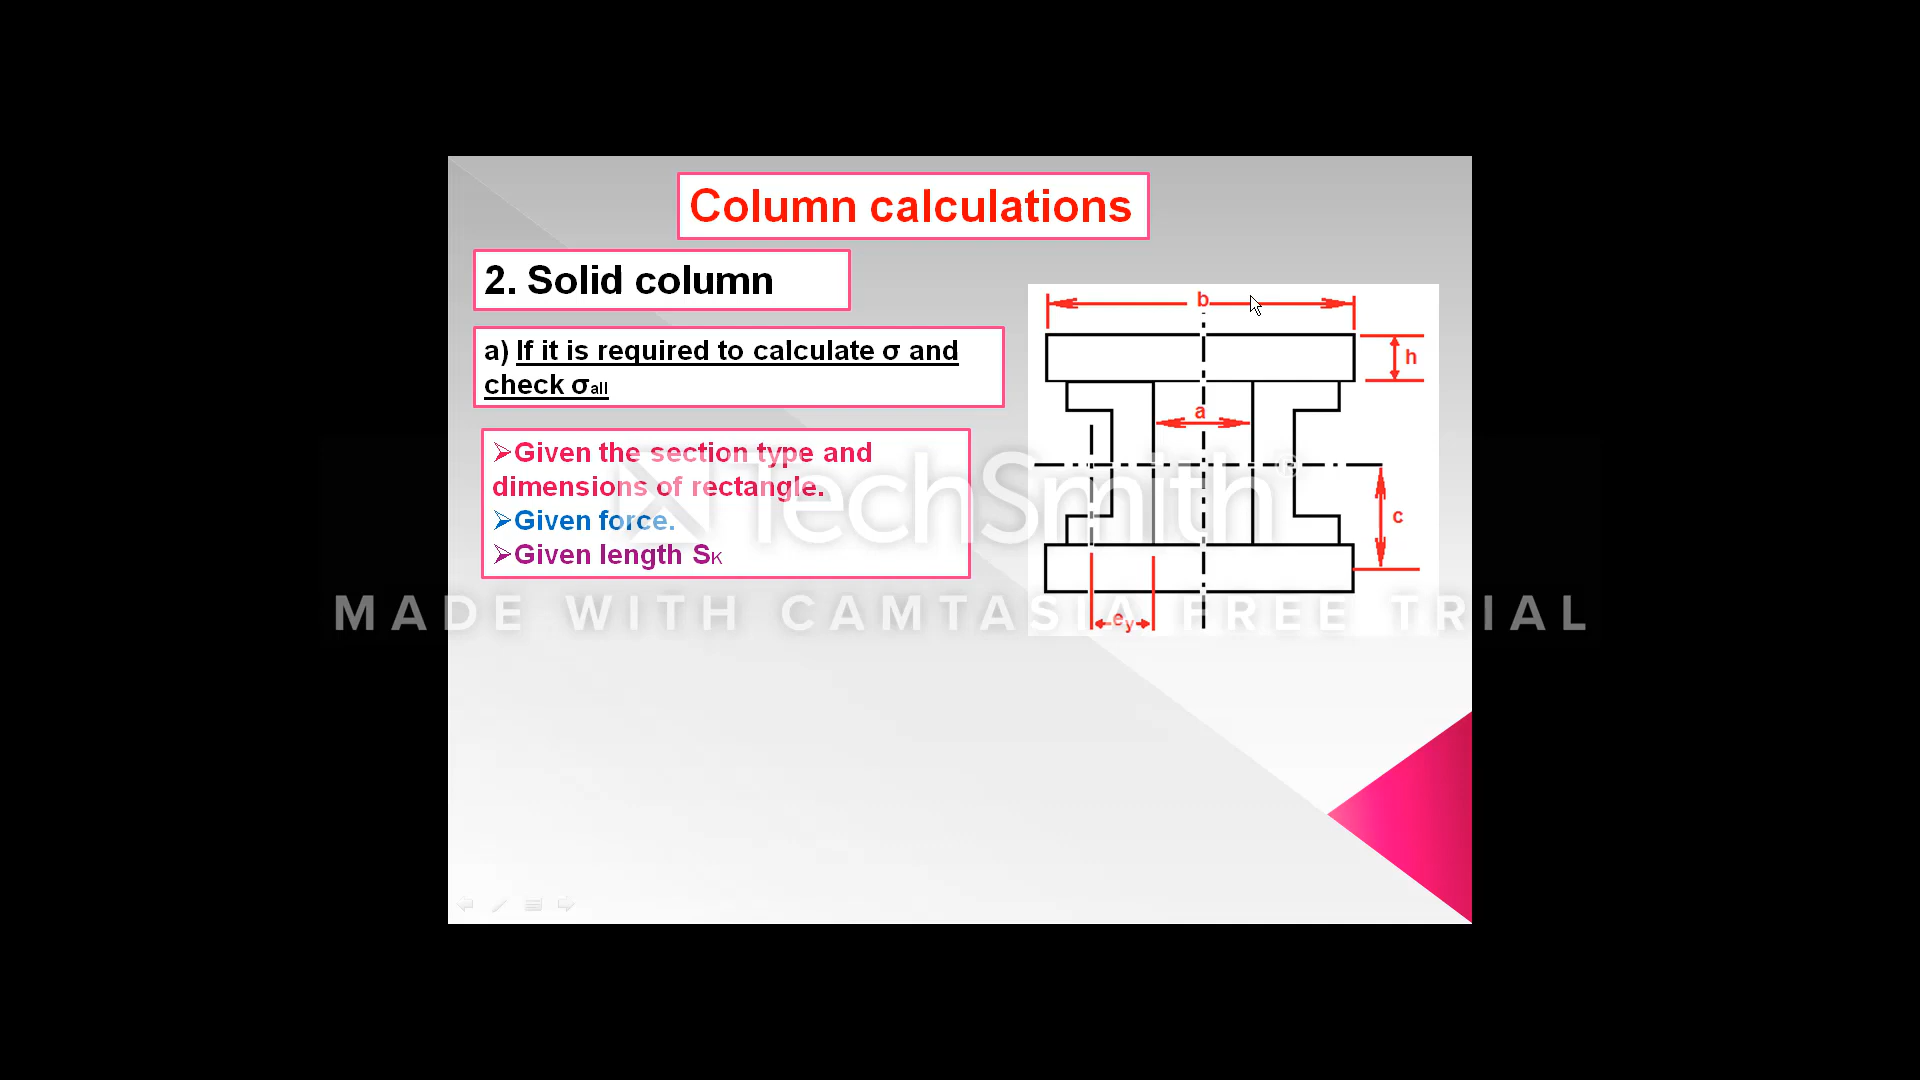 Column calculations
2. Solid column
a) If it is required to calculate σ and
check σall
➢Given the section type and
dimensions of rectangle.
➢Given force.
➢Given length SK
b
h
a
c
ey
TechSmith®
MADE WITH CAMTASIA FREE TRIAL